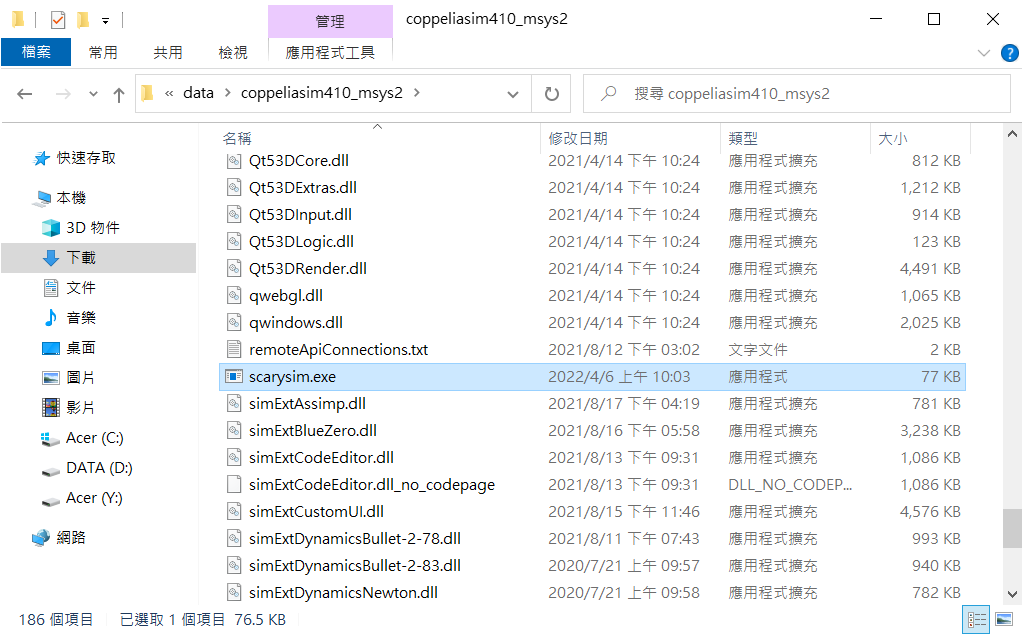 管理
coppeliasim410_msys2
檔案
常用
共用
檢視
應用程式工具
?
« data > coppeliasim410_msys2 >
搜尋 coppeliasim410_msys2
快速存取
本機
3D 物件
下載
文件
音樂
桌面
圖片
影片
Acer (C:)
DATA (D:)
Acer (Y:)
網路
名稱 修改日期 類型 大小
Qt53DCore.dll 2021/4/14 下午 10:24 應用程式擴充 812 KB
Qt53DExtras.dll 2021/4/14 下午 10:24 應用程式擴充 1,212 KB
Qt53DInput.dll 2021/4/14 下午 10:24 應用程式擴充 914 KB
Qt53DLogic.dll 2021/4/14 下午 10:24 應用程式擴充 123 KB
Qt53DRender.dll 2021/4/14 下午 10:24 應用程式擴充 4,491 KB
qwebgl.dll 2021/4/14 下午 10:24 應用程式擴充 1,065 KB
qwindows.dll 2021/4/14 下午 10:24 應用程式擴充 2,025 KB
remoteApiConnections.txt 2021/8/12 下午 03:02 文字文件 2 KB
scarysim.exe 2022/4/6 上午 10:03 應用程式 77 KB
simExtAssimp.dll 2021/8/17 下午 04:19 應用程式擴充 781 KB
simExtBlueZero.dll 2021/8/16 下午 05:58 應用程式擴充 3,238 KB
simExtCodeEditor.dll 2021/8/13 下午 09:31 應用程式擴充 1,086 KB
simExtCodeEditor.dll_no_codepage 2021/8/13 下午 09:31 DLL_NO_CODEP... 1,086 KB
simExtCustomUI.dll 2021/8/15 下午 11:46 應用程式擴充 4,576 KB
simExtDynamicsBullet-2-78.dll 2021/8/11 下午 07:43 應用程式擴充 993 KB
simExtDynamicsBullet-2-83.dll 2020/7/21 上午 09:57 應用程式擴充 940 KB
simExtDynamicsNewton.dll 2020/7/21 上午 09:58 應用程式擴充 782 KB
186 個項目 已選取 1 個項目 76.5 KB